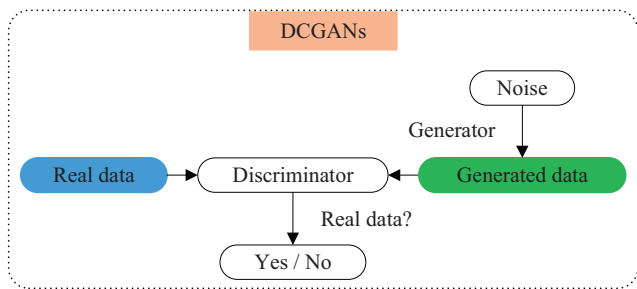 DCGANs
Noise
Generator
Real data
Discriminator
Generated data
Real data?
Yes / No